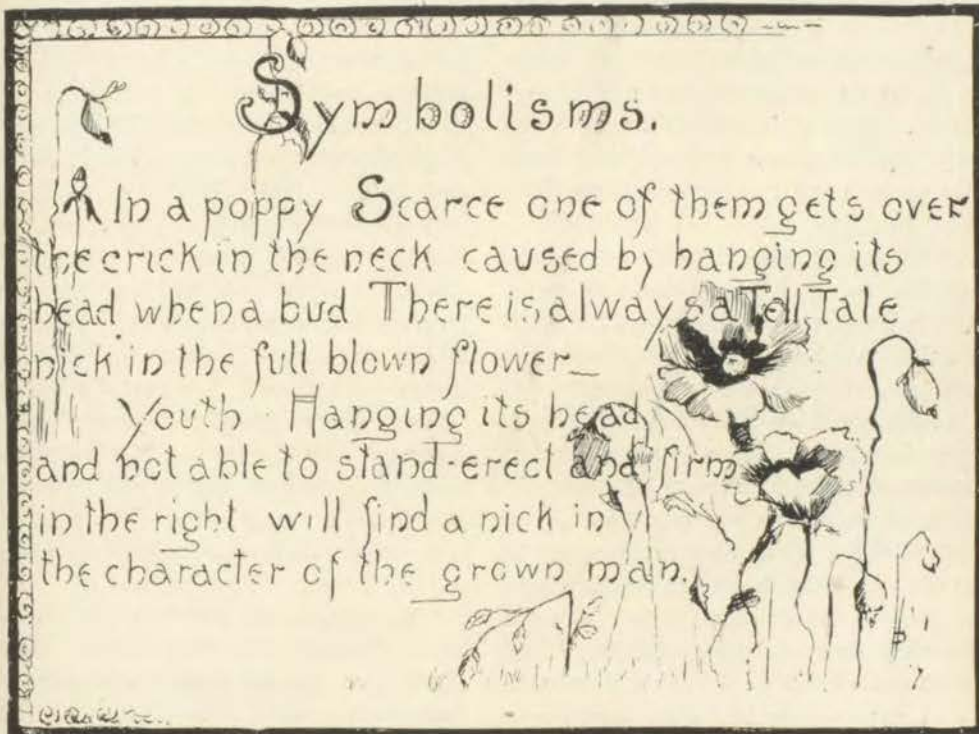 Symbolisms.
In a poppy Scarce one of them gets over
the crick in the neck caused by hanging its
head when a bud There is always a Tell Tale
nick in the full blown flower_
Youth Hanging its head
and not able to stand-erect and firm
in the right will find a nick in
the character of the grown man.